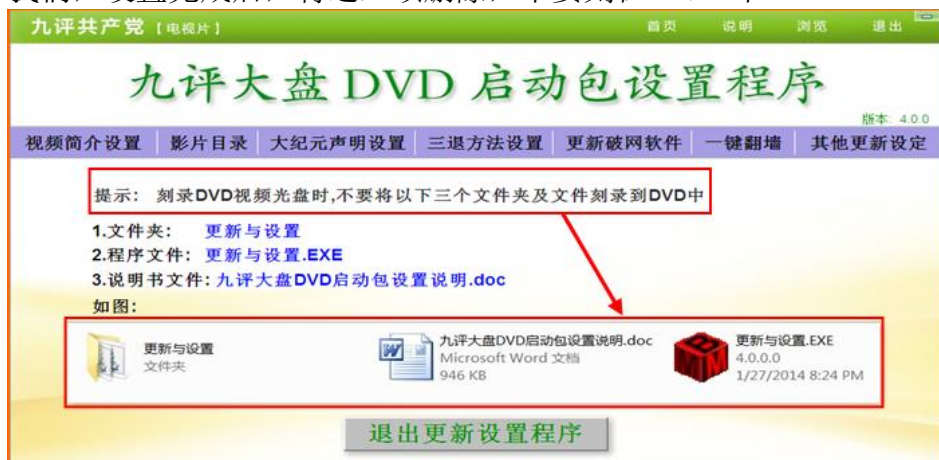 九评共产党【电视片】 首页 说明 浏览 退出
九评大盘 DVD 启动包设置程序
版本: 4.0.0
视频简介设置 影片目录 大纪元声明设置 三退方法设置 更新破网软件 一键翻墙 其他更新设定
提示: 刻录DVD视频光盘时,不要将以下三个文件夹及文件刻录到DVD中
1.文件夹: 更新与设置
2.程序文件: 更新与设置.EXE
3.说明书文件: 九评大盘DVD启动包设置说明.doc
如图:
更新与设置
文件夹
九评大盘DVD启动包设置说明.doc
Microsoft Word 文档
946 KB
更新与设置.EXE
4.0.0.0
1/27/2014 8:24 PM
退出更新设置程序